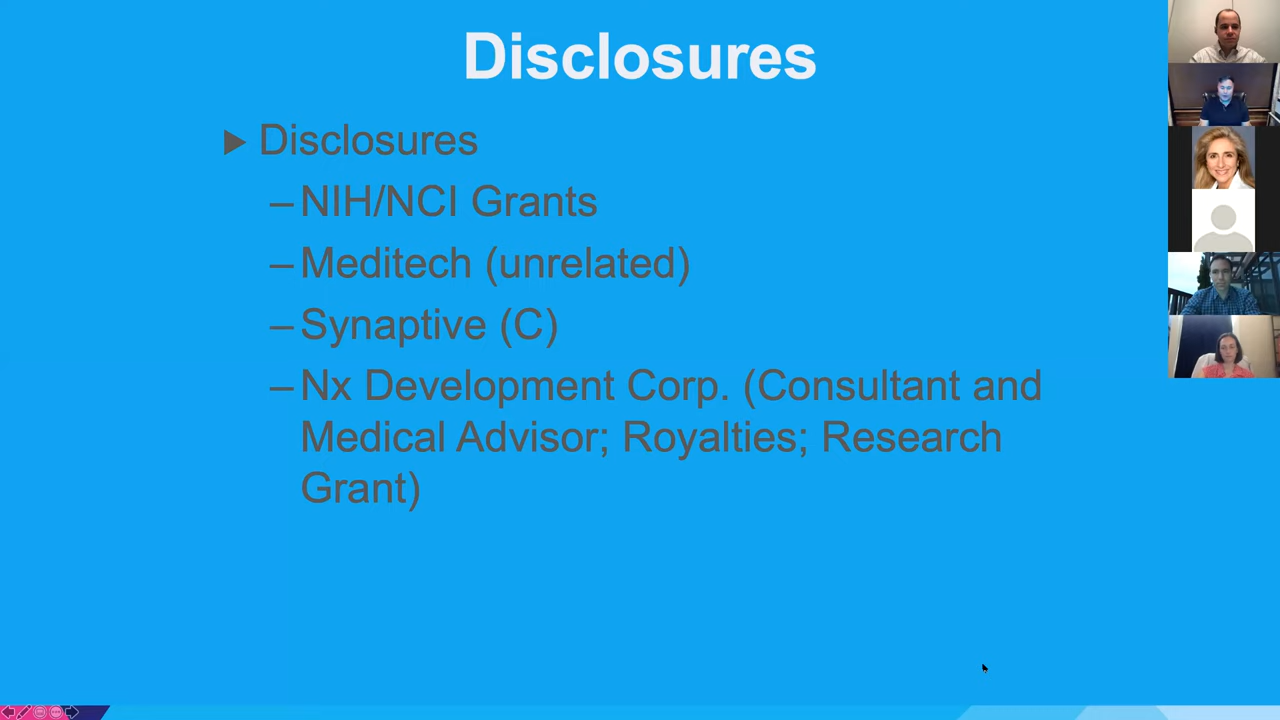 Disclosures
Disclosures
–NIH/NCI Grants
–Meditech (unrelated)
–Synaptive (C)
–Nx Development Corp. (Consultant and
Medical Advisor; Royalties; Research
Grant)